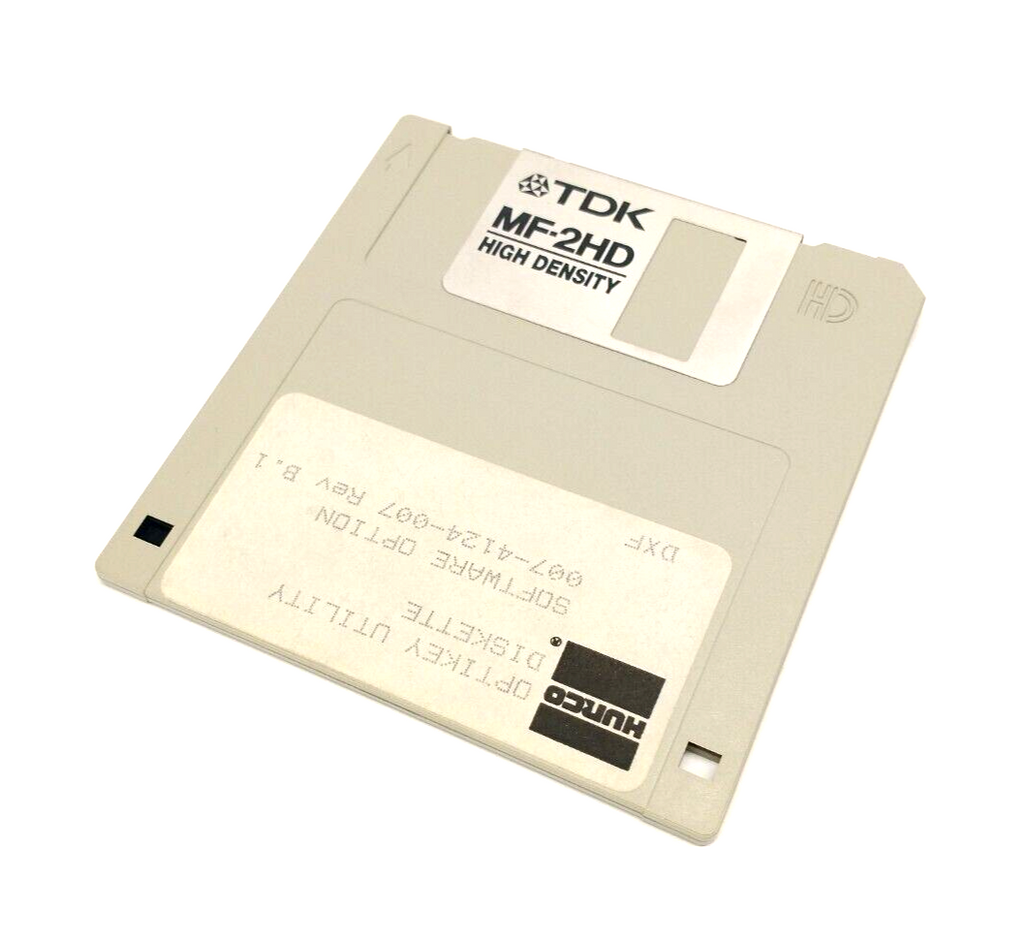 TDK
MF-2HD
HIGH DENSITY
HD
HURCO®
OPTIKEY UTILITY
DISKETTE
SOFTWARE OPTION
007-4124-007 Rev B.1
DXF